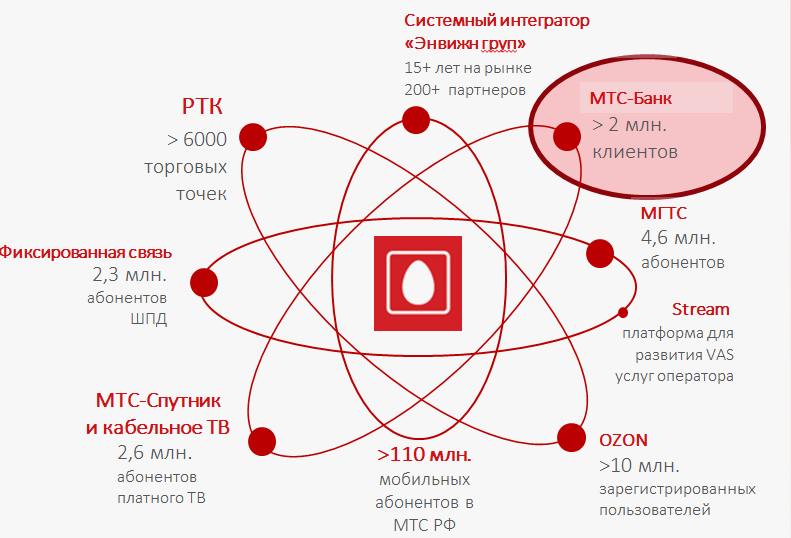 Системный интегратор
«Энвижн груп»
15+ лет на рынке
200+ партнеров
МТС-Банк
> 2 млн.
клиентов
РТК
> 6000
торговых
точек
МГТС
4,6 млн.
абонентов
Фиксированная связь
2,3 млн.
абонентов
ШПД
Stream
платформа для
развития VAS
услуг оператора
МТС-Спутник
и кабельное ТВ
2,6 млн.
абонентов
платного ТВ
>110 млн.
мобильных
абонентов в
МТС РФ
OZON
>10 млн.
зарегистрированных
пользователей